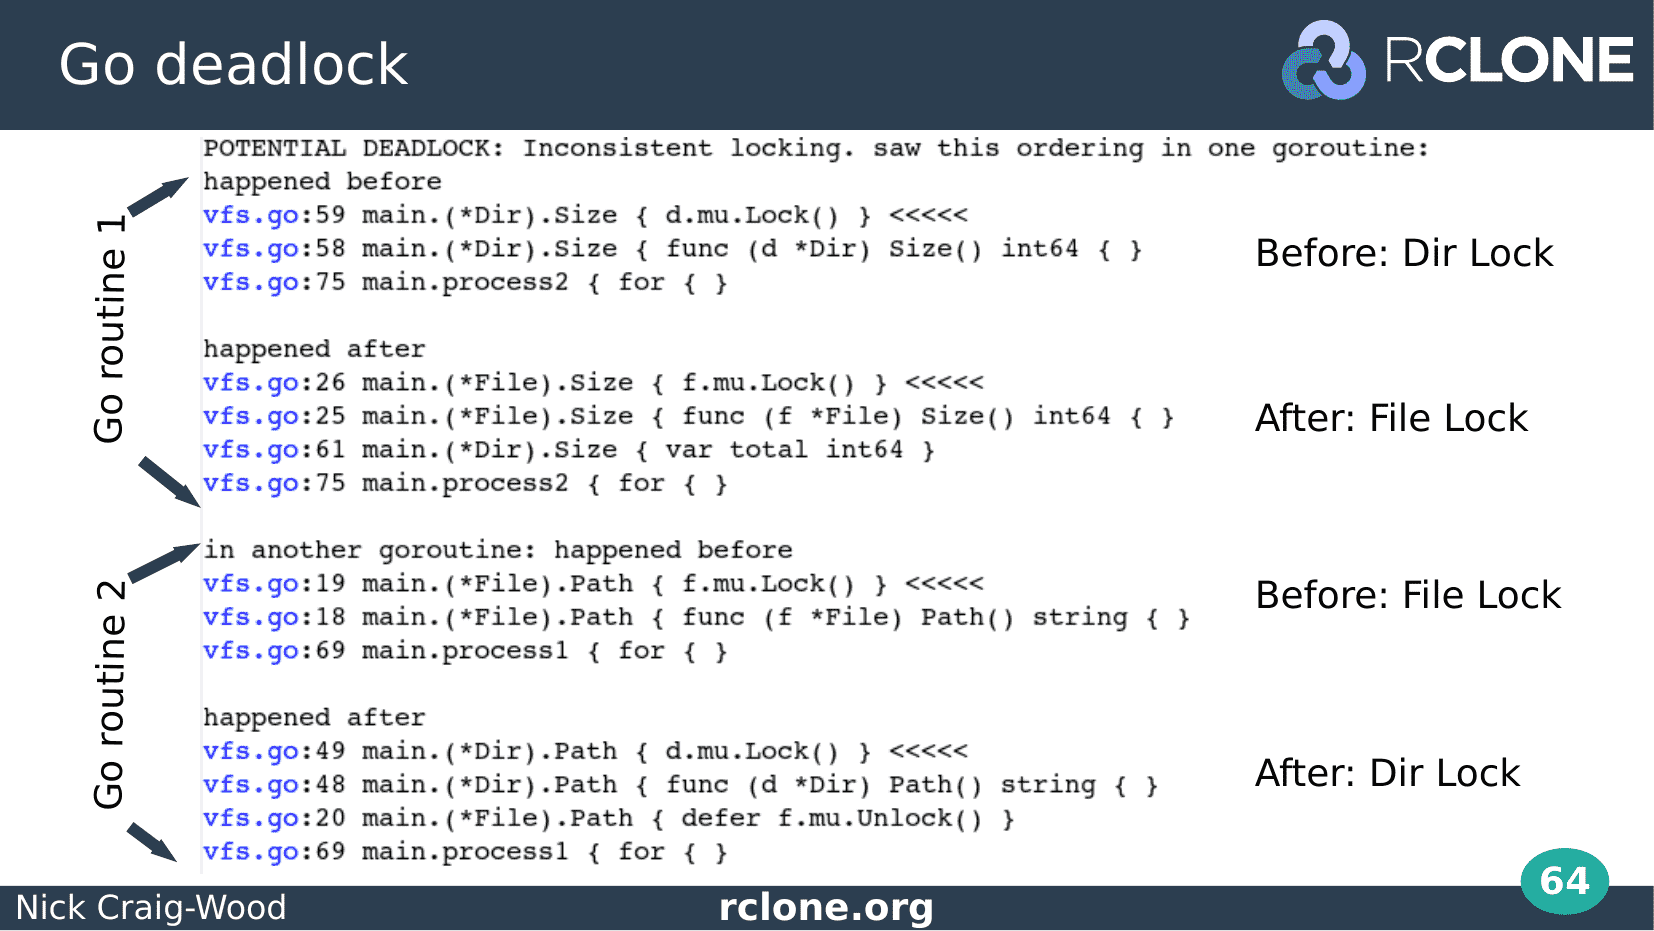 Go deadlock
RCLONE
POTENTIAL DEADLOCK: Inconsistent locking. saw this ordering in one goroutine:
happened before
vfs.go:59 main.(*Dir).Size { d.mu.Lock() } <<<<<
vfs.go:58 main.(*Dir).Size { func (d *Dir) Size() int64 { }
vfs.go:75 main.process2 { for { }
Go routine 1
Before: Dir Lock
happened after
vfs.go:26 main.(*File).Size { f.mu.Lock() } <<<<<
vfs.go:25 main.(*File).Size { func (f *File) Size() int64 { }
vfs.go:61 main.(*Dir).Size { var total int64 }
vfs.go:75 main.process2 { for { }
After: File Lock
in another goroutine: happened before
vfs.go:19 main.(*File).Path { f.mu.Lock() } <<<<<
vfs.go:18 main.(*File).Path { func (f *File) Path() string { }
vfs.go:69 main.process1 { for { }
Go routine 2
Before: File Lock
happened after
vfs.go:49 main.(*Dir).Path { d.mu.Lock() } <<<<<
vfs.go:48 main.(*Dir).Path { func (d *Dir) Path() string { }
vfs.go:20 main.(*File).Path { defer f.mu.Unlock() }
vfs.go:69 main.process1 { for { }
After: Dir Lock
Nick Craig-Wood
rclone.org
64